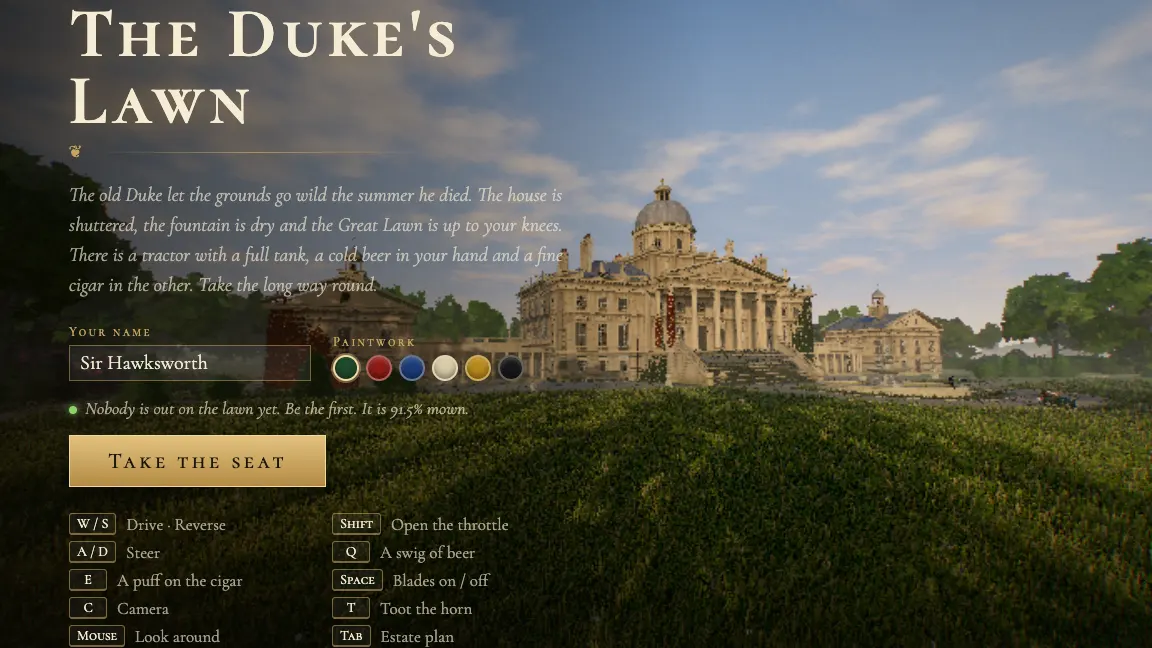 The Duke's
Lawn
The old Duke let the grounds go wild the summer he died. The house is
shuttered, the fountain is dry and the Great Lawn is up to your knees.
There is a tractor with a full tank, a cold beer in your hand and a fine
cigar in the other. Take the long way round.
Your name
Paintwork
Sir Hawksworth
Nobody is out on the lawn yet. Be the first. It is 91.5% mown.
Take the seat
W / S Drive · Reverse
Shift Open the throttle
A / D Steer
Q A swig of beer
E A puff on the cigar
Space Blades on / off
C Camera
T Toot the horn
Mouse Look around
Tab Estate plan